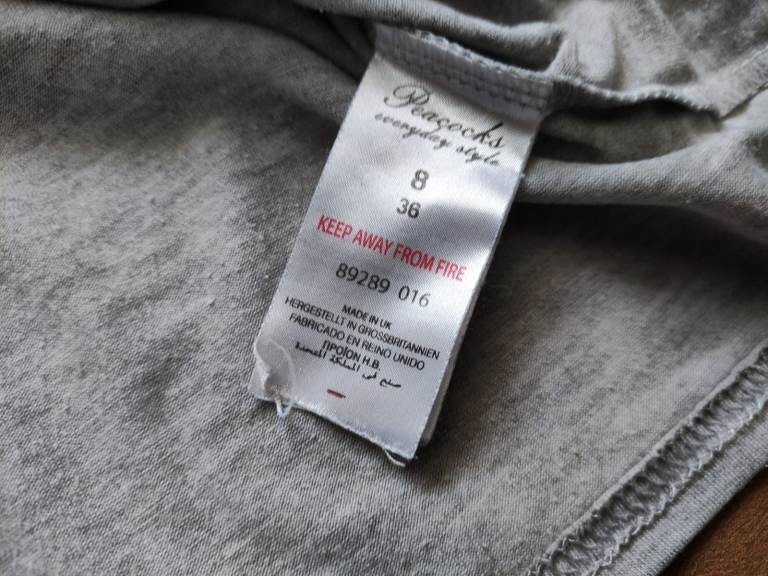 Peacocks
everyday style
8
36
KEEP AWAY FROM FIRE
89289 016
MADE IN UK
HERGESTELLT IN GROSSBRITANNIEN
FABRICADO EN REINO UNIDO
ΠΡΟΪΟΝ Η.Β.
صنع في المملكة المتحدة